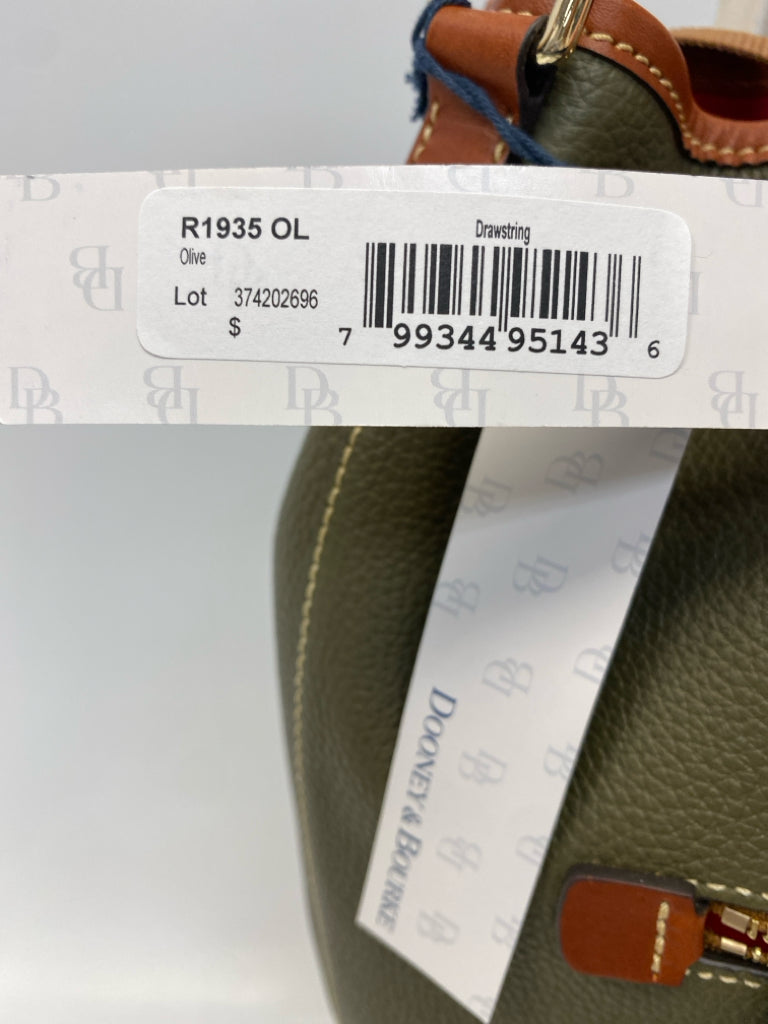 R1935 OL
Olive
Lot 374202696
$
Drawstring
7 99344 95143 6
DOONEY & BOURKE